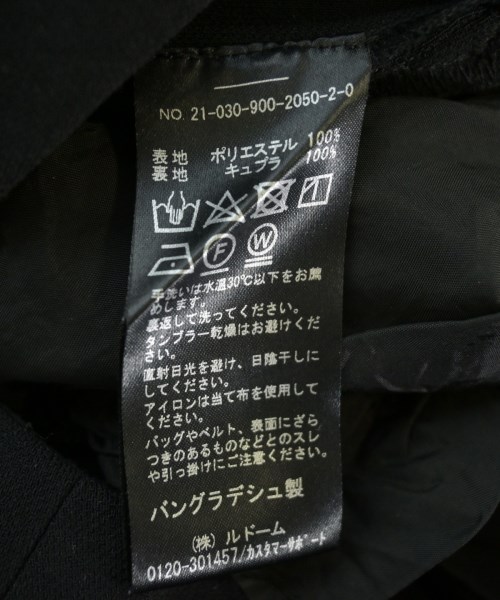 NO. 21-030-900-2050-2-0
表地 ポリエステル 100%
裏地 キュプラ 100%
F W
手洗いは水温30℃以下をお薦
めします。
裏返して洗ってください。
タンブラー乾燥はお避けくだ
さい。
直射日光を避け、日陰干しに
してください。
アイロンは当て布を使用して
ください。
バッグやベルト、表面にざら
つきのあるものなどとのスレ
や引っ掛けにご注意ください。
バングラデシュ製
(株) ルドーム
0120-301457/カスタマーサポート